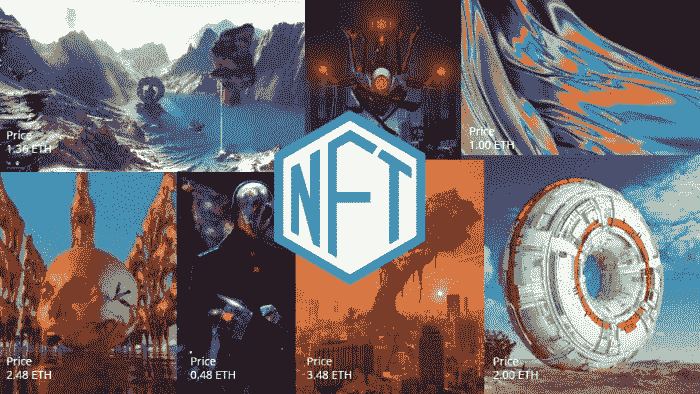 Price
1.36 ETH
Price
1.00 ETH
NFT
Price
2.48 ETH
Price
0.48 ETH
Price
3.48 ETH
Price
2.00 ETH